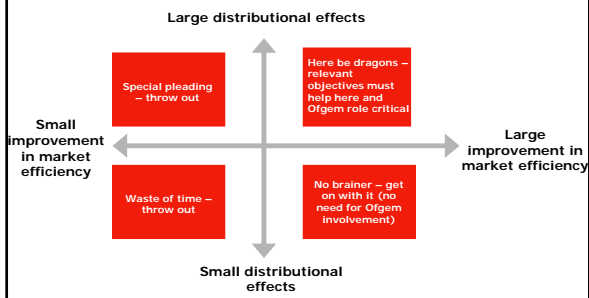 Large distributional effects
Special pleading
– throw out
Here be dragons –
relevant
objectives must
help here and
Ofgem role critical
Small
improvement
in market
efficiency
Large
improvement in
market efficiency
Waste of time –
throw out
No brainer – get
on with it (no
need for Ofgem
involvement)
Small distributional
effects